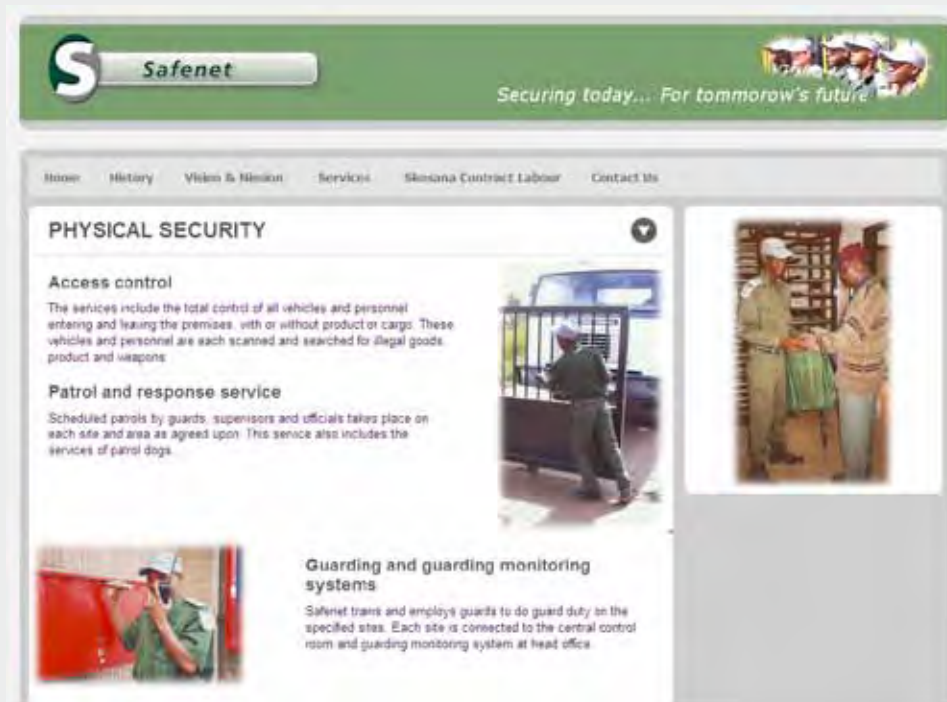 S Safenet
Securing today... For tommorow's future
Home History Vision & Mission Services Skosana Contract Labour Contact Us
PHYSICAL SECURITY
Access control
The services include the total control of all vehicles and personnel
entering and leaving the premises, with or without product or cargo. These
vehicles and personnel are each scanned and searched for illegal goods,
product and weapons
Patrol and response service
Scheduled patrols by guards, supervisors and officials takes place on
each site and area as agreed upon. This service also includes the
services of patrol dogs
Guarding and guarding monitoring
systems
Safenet trains and employs guards to do guard duty on the
specified sites. Each site is connected to the central control
room and guarding monitoring system at head office